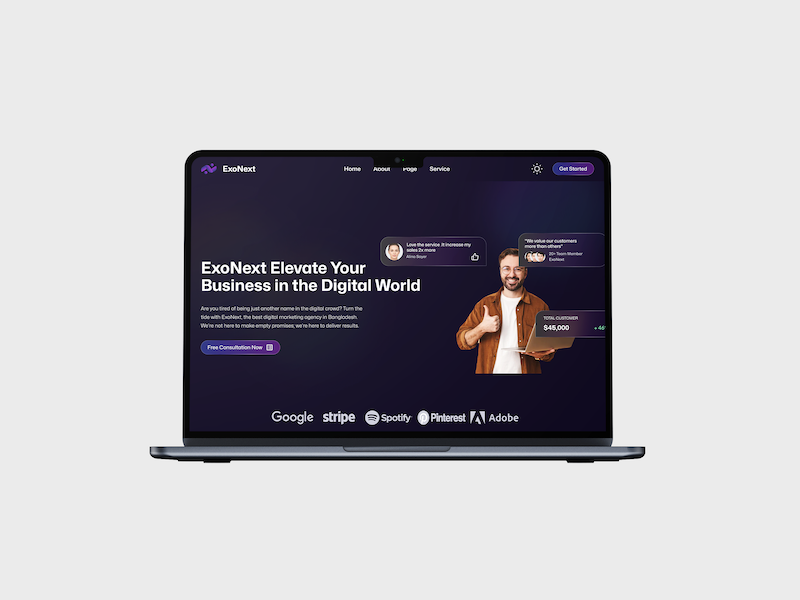 ExoNext
Home About Page Service
Get Started
Love the service .It increase my
sales 2x more
"We value our customers
more than others"
20+ Team Member
ExoNext
ExoNext Elevate Your
Business in the Digital World
Are you tired of being just another name in the digital crowd? Turn the
tide with ExoNext, the best digital marketing agency in Bangladesh.
We're not here to make empty promises; we're here to deliver results.
TOTAL CUSTOMER
$45,000
Free Consultation Now
Google stripe Spotify Pinterest Adobe